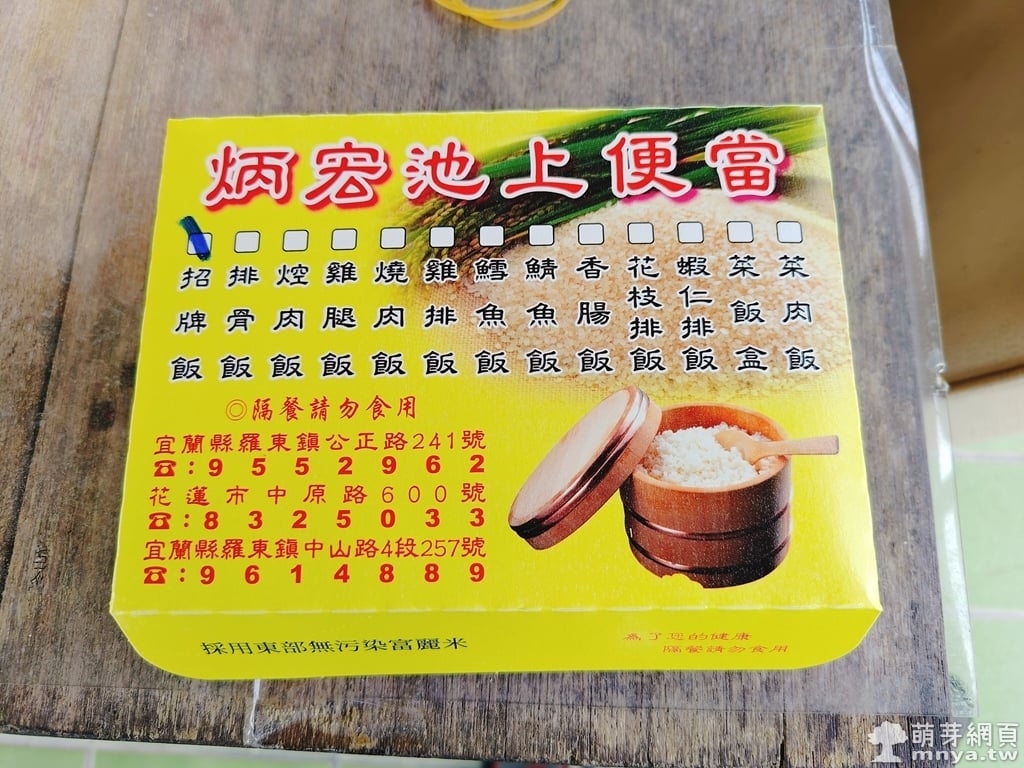 炳宏池上便當
招牌飯
排骨飯
焢肉飯
雞腿飯
燒肉飯
雞排飯
鱈魚飯
鯖魚飯
香腸飯
花枝排飯
蝦仁排飯
菜飯盒
菜肉飯
◎隔餐請勿食用
宜蘭縣羅東鎮公正路241號
☎:9552962
花蓮市中原路600號
☎:8325033
宜蘭縣羅東鎮中山路4段257號
☎:9614889
採用東部無污染富麗米
為了您的健康
隔餐請勿食用
萌芽網頁
mnya.tw